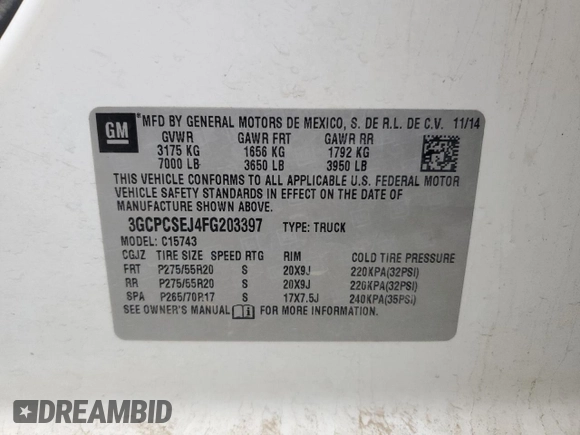 GM ®MFD BY GENERAL MOTORS DE MEXICO, S. DE R.L. DE C.V. 11/14
GVWR GAWR FRT GAWR RR
3175 KG 1656 KG 1792 KG
7000 LB 3650 LB 3950 LB
THIS VEHICLE CONFORMS TO ALL APPLICABLE U.S. FEDERAL MOTOR
VEHICLE SAFETY STANDARDS IN EFFECT ON THE DATE OF
MANUFACTURE SHOWN ABOVE.
3GCPCSEJ4FG203397 TYPE: TRUCK
MODEL: C15743
CGJZ TIRE SIZE SPEED RTG RIM COLD TIRE PRESSURE
FRT P275/55R20 S 20X9J 220KPA(32PSI)
RR P275/55R20 S 20X9J 220KPA(32PSI)
SPA P265/70R17 S 17X7.5J 240KPA(35PSI)
SEE OWNER'S MANUAL FOR MORE INFORMATION.
DREAMBID